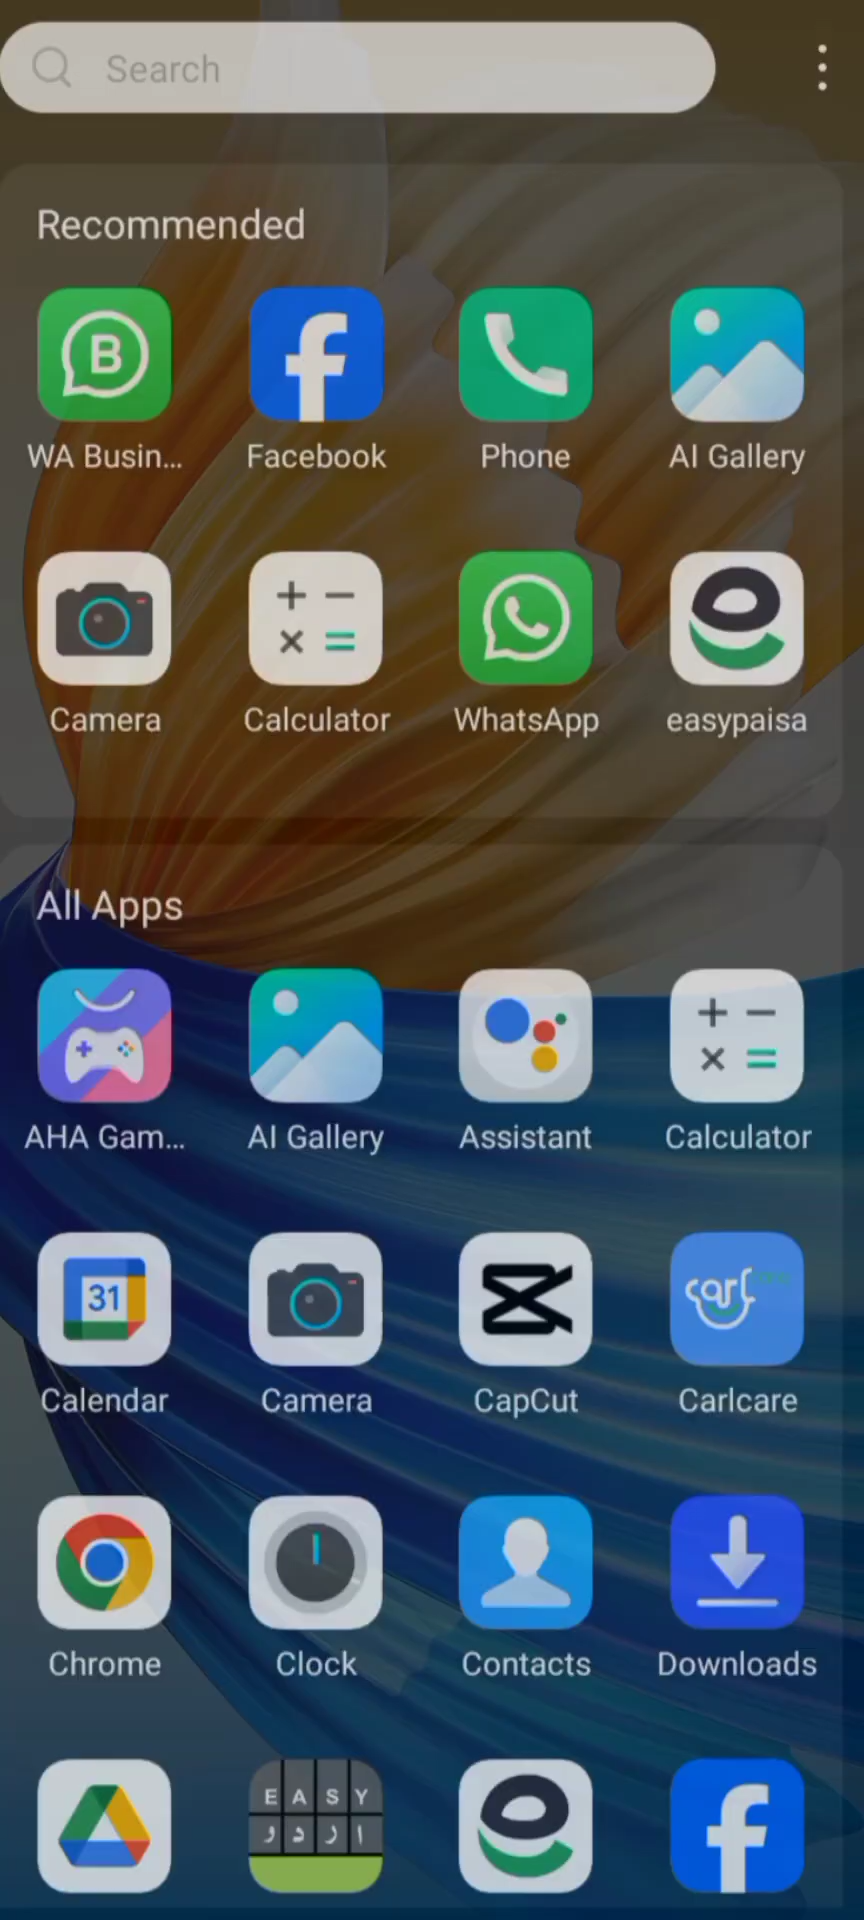 Search
Recommended
B
WA Busin...
Facebook
Phone
AI Gallery
Camera
Calculator
WhatsApp
easypaisa
All Apps
AHA Gam...
AI Gallery
Assistant
Calculator
31
carl
Calendar
Camera
CapCut
Carlcare
Chrome
Clock
Contacts
Downloads
E A S Y
ا ر د و